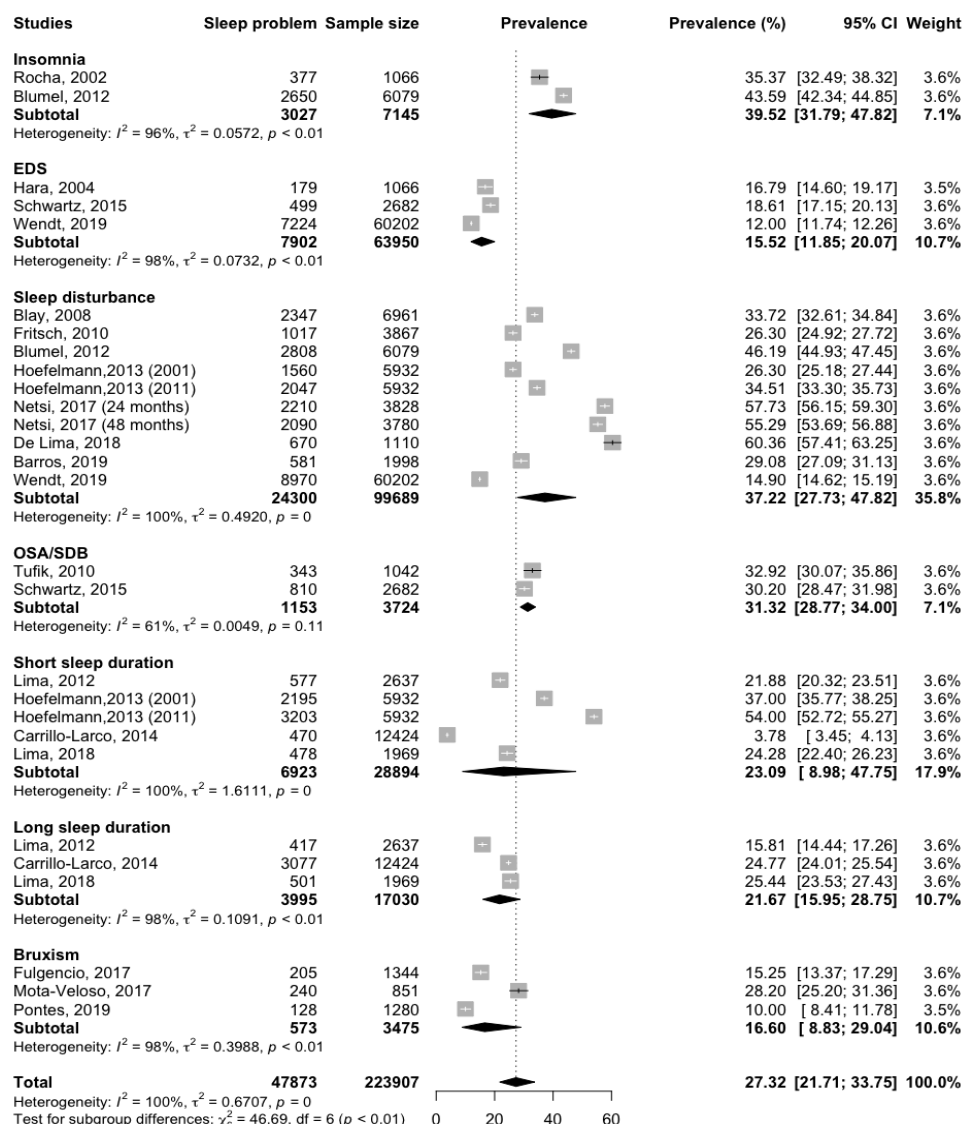 Studies Sleep problem Sample size Prevalence Prevalence (%) 95% CI Weight
Insomnia
Rocha, 2002 377 1066 35.37 [32.49; 38.32] 3.6%
Blumel, 2012 2650 6079 43.59 [42.34; 44.85] 3.6%
Subtotal 3027 7145 39.52 [31.79; 47.82] 7.1%
Heterogeneity: I² = 96%, τ² = 0.0572, p < 0.01
EDS
Hara, 2004 179 1066 16.79 [14.60; 19.17] 3.5%
Schwartz, 2015 499 2682 18.61 [17.15; 20.13] 3.6%
Wendt, 2019 7224 60202 12.00 [11.74; 12.26] 3.6%
Subtotal 7902 63950 15.52 [11.85; 20.07] 10.7%
Heterogeneity: I² = 98%, τ² = 0.0732, p < 0.01
Sleep disturbance
Blay, 2008 2347 6961 33.72 [32.61; 34.84] 3.6%
Fritsch, 2010 1017 3867 26.30 [24.92; 27.72] 3.6%
Blumel, 2012 2808 6079 46.19 [44.93; 47.45] 3.6%
Hoefelmann,2013 (2001) 1560 5932 26.30 [25.18; 27.44] 3.6%
Hoefelmann,2013 (2011) 2047 5932 34.51 [33.30; 35.73] 3.6%
Netsi, 2017 (24 months) 2210 3828 57.73 [56.15; 59.30] 3.6%
Netsi, 2017 (48 months) 2090 3780 55.29 [53.69; 56.88] 3.6%
De Lima, 2018 670 1110 60.36 [57.41; 63.25] 3.6%
Barros, 2019 581 1998 29.08 [27.09; 31.13] 3.6%
Wendt, 2019 8970 60202 14.90 [14.62; 15.19] 3.6%
Subtotal 24300 99689 37.22 [27.73; 47.82] 35.8%
Heterogeneity: I² = 100%, τ² = 0.4920, p = 0
OSA/SDB
Tufik, 2010 343 1042 32.92 [30.07; 35.86] 3.6%
Schwartz, 2015 810 2682 30.20 [28.47; 31.98] 3.6%
Subtotal 1153 3724 31.32 [28.77; 34.00] 7.1%
Heterogeneity: I² = 61%, τ² = 0.0049, p = 0.11
Short sleep duration
Lima, 2012 577 2637 21.88 [20.32; 23.51] 3.6%
Hoefelmann,2013 (2001) 2195 5932 37.00 [35.77; 38.25] 3.6%
Hoefelmann,2013 (2011) 3203 5932 54.00 [52.72; 55.27] 3.6%
Carrillo-Larco, 2014 470 12424 3.78 [ 3.45; 4.13] 3.6%
Lima, 2018 478 1969 24.28 [22.40; 26.23] 3.6%
Subtotal 6923 28894 23.09 [ 8.98; 47.75] 17.9%
Heterogeneity: I² = 100%, τ² = 1.6111, p = 0
Long sleep duration
Lima, 2012 417 2637 15.81 [14.44; 17.26] 3.6%
Carrillo-Larco, 2014 3077 12424 24.77 [24.01; 25.54] 3.6%
Lima, 2018 501 1969 25.44 [23.53; 27.43] 3.6%
Subtotal 3995 17030 21.67 [15.95; 28.75] 10.7%
Heterogeneity: I² = 98%, τ² = 0.1091, p < 0.01
Bruxism
Fulgencio, 2017 205 1344 15.25 [13.37; 17.29] 3.6%
Mota-Veloso, 2017 240 851 28.20 [25.20; 31.36] 3.6%
Pontes, 2019 128 1280 10.00 [ 8.41; 11.78] 3.5%
Subtotal 573 3475 16.60 [ 8.83; 29.04] 10.6%
Heterogeneity: I² = 98%, τ² = 0.3988, p < 0.01
Total 47873 223907 27.32 [21.71; 33.75] 100.0%
Heterogeneity: I² = 100%, τ² = 0.6707, p = 0
0 20 40 60
Test for subgroup differences: = 46.69, df = 6 (p < 0.01)